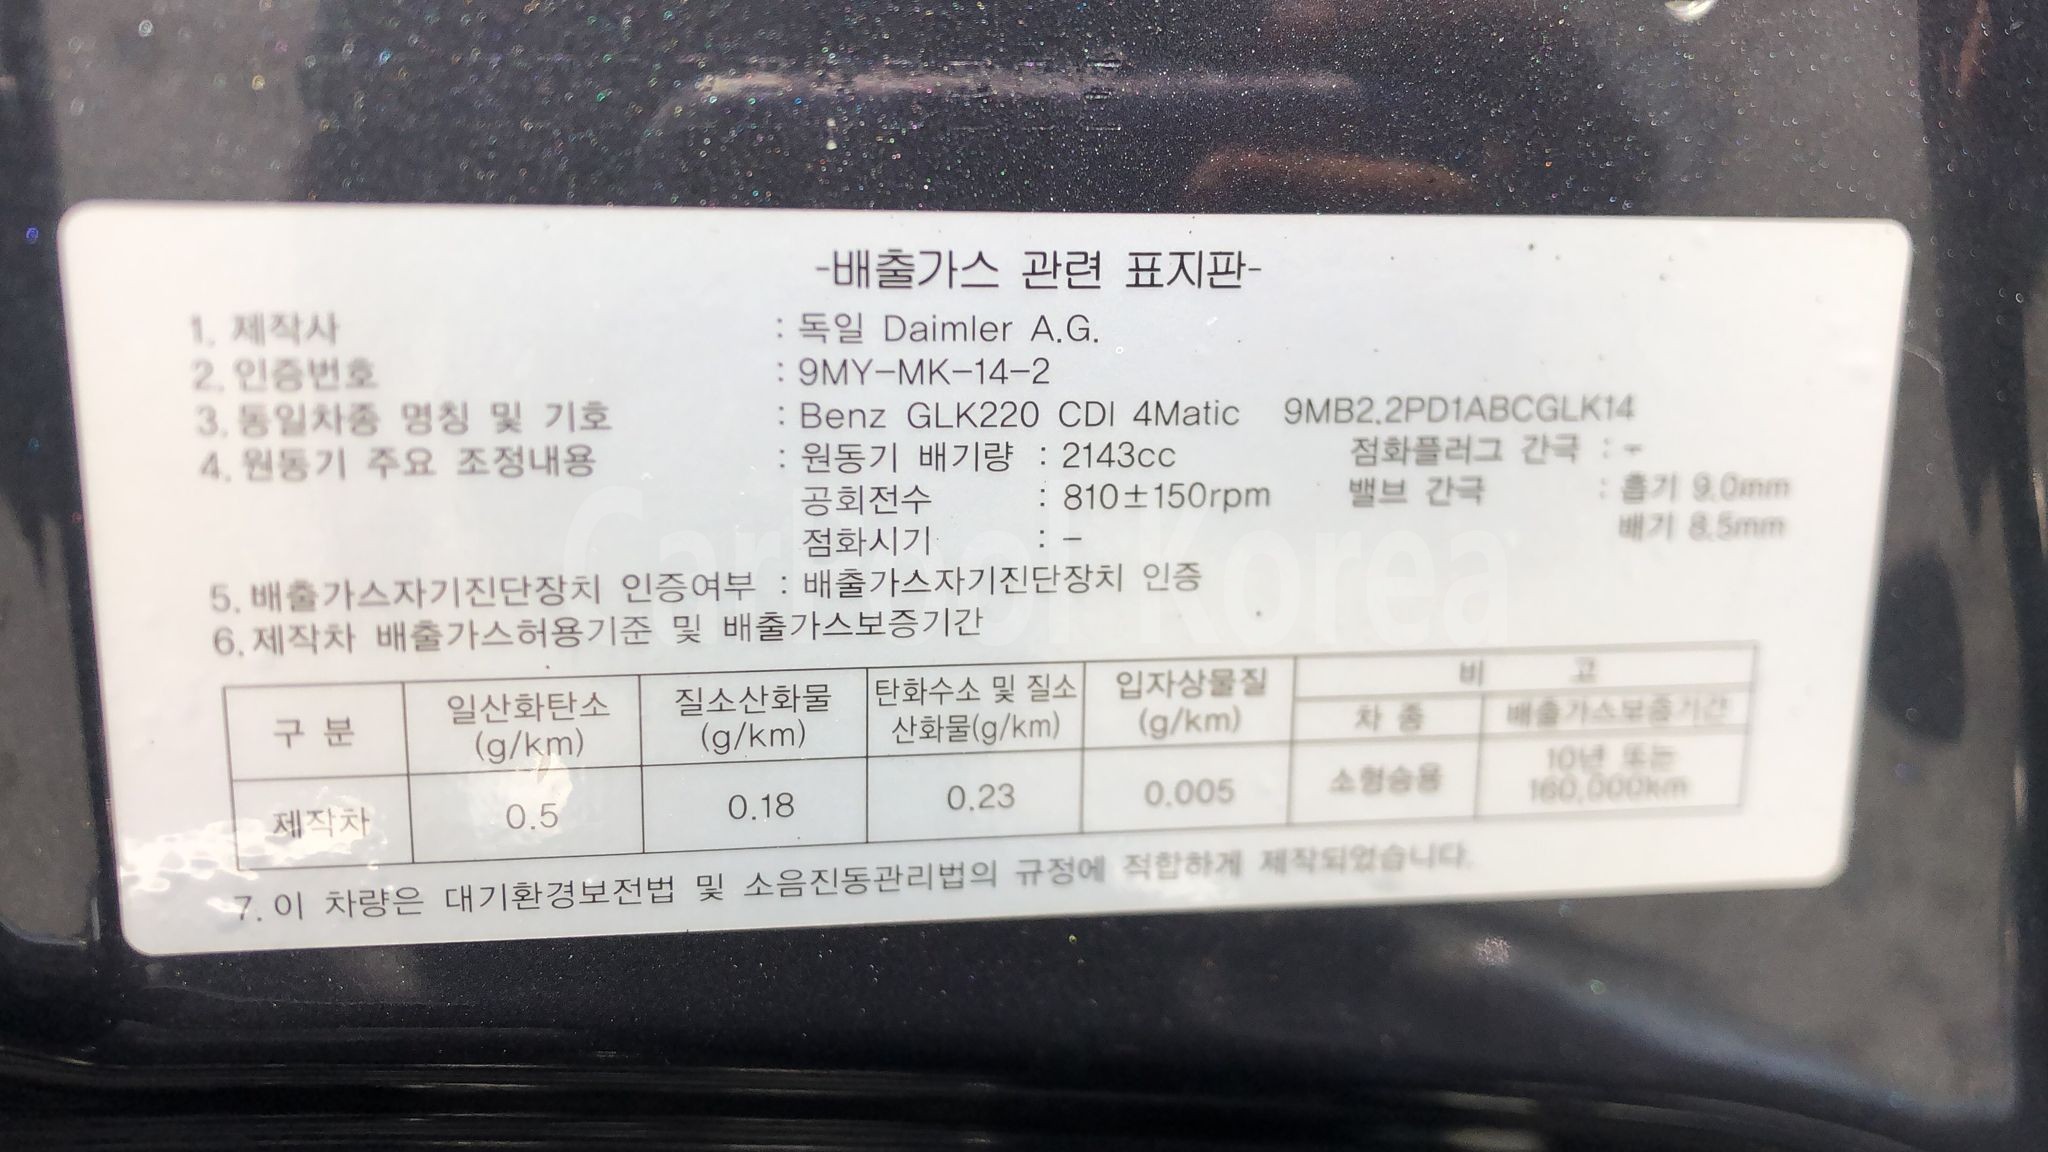 -배출가스 관련 표지판-
1. 제작사 : 독일 Daimler A.G.
2. 인증번호 : 9MY-MK-14-2
3. 동일차종 명칭 및 기호 : Benz GLK220 CDI 4Matic 9MB2.2PD1ABCGLK14
4. 원동기 주요 조정내용 : 원동기 배기량 : 2143cc 점화플러그 간극 : -
공회전수 : 810±150rpm 밸브 간극 : 흡기 9.0mm
점화시기 : - 배기 8.5mm
5. 배출가스자기진단장치 인증여부 : 배출가스자기진단장치 인증
6. 제작차 배출가스허용기준 및 배출가스보증기간
구 분 일산화탄소 (g/km) 질소산화물 (g/km) 탄화수소 및 질소산화물(g/km) 입자상물질 (g/km) 비 고
차 종 배출가스보증기간
제작차 0.5 0.18 0.23 0.005 소형승용 10년 또는 160,000km
7. 이 차량은 대기환경보전법 및 소음진동관리법의 규정에 적합하게 제작되었습니다.